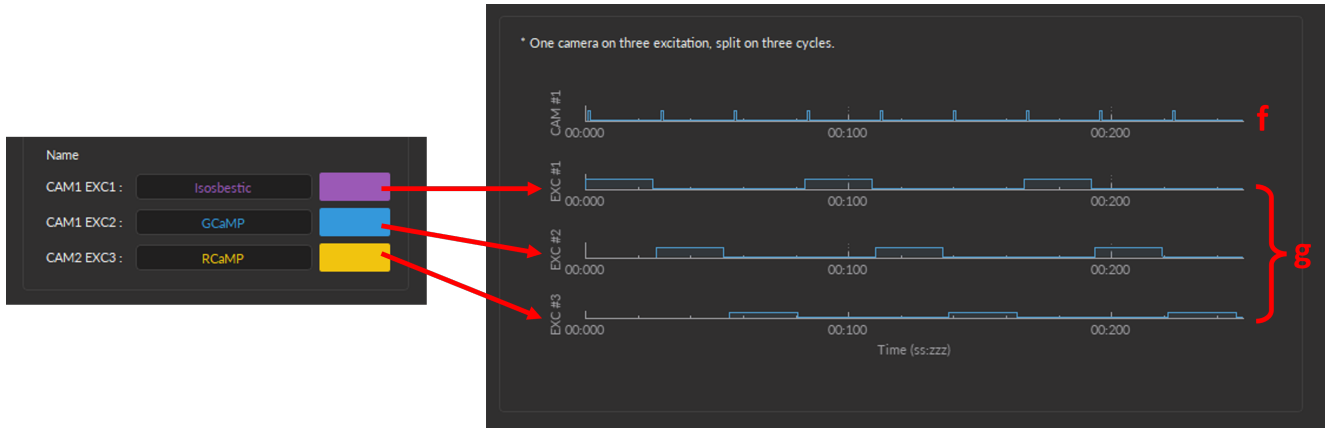 Name
CAM1 EXC1 : Isosbestic
CAM1 EXC2 : GCaMP
CAM2 EXC3 : RCaMP
* One camera on three excitation, split on three cycles.
CAM #1
00:000 00:100 00:200
f
EXC #1
00:000 00:100 00:200
EXC #2
00:000 00:100 00:200
g
EXC #3
00:000 00:100 00:200
Time (ss:zzz)